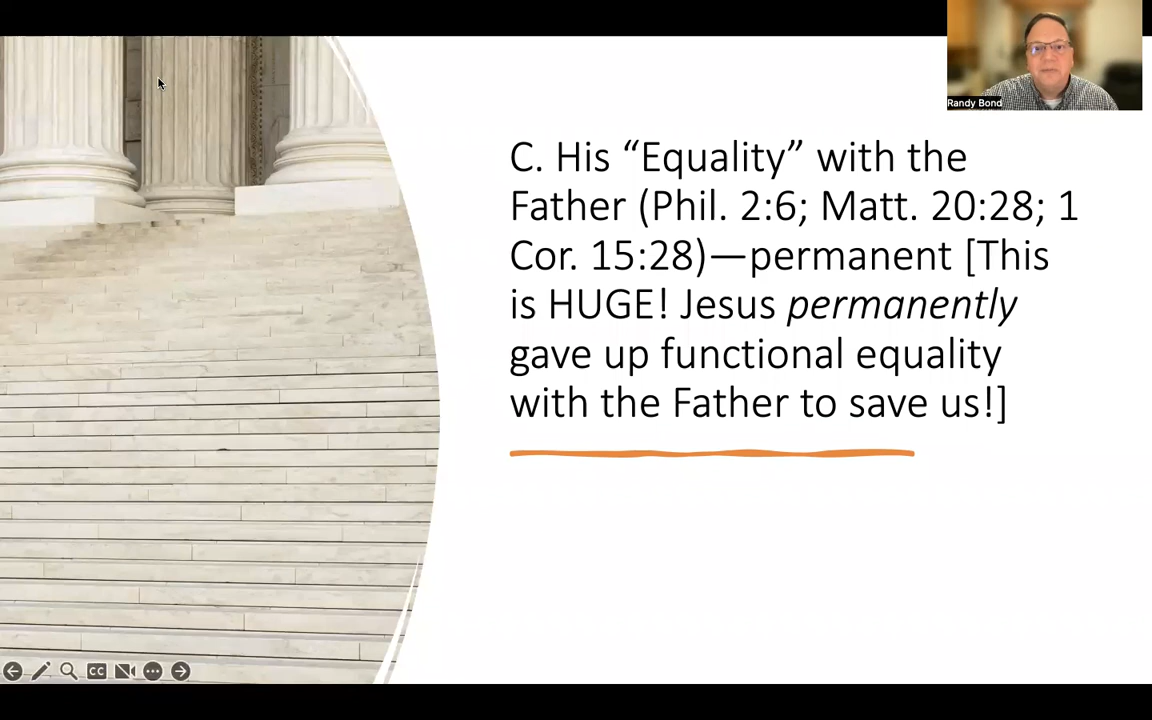 Randy Bond
C. His “Equality” with the
Father (Phil. 2:6; Matt. 20:28; 1
Cor. 15:28)—permanent [This
is HUGE! Jesus permanently
gave up functional equality
with the Father to save us!]
CC